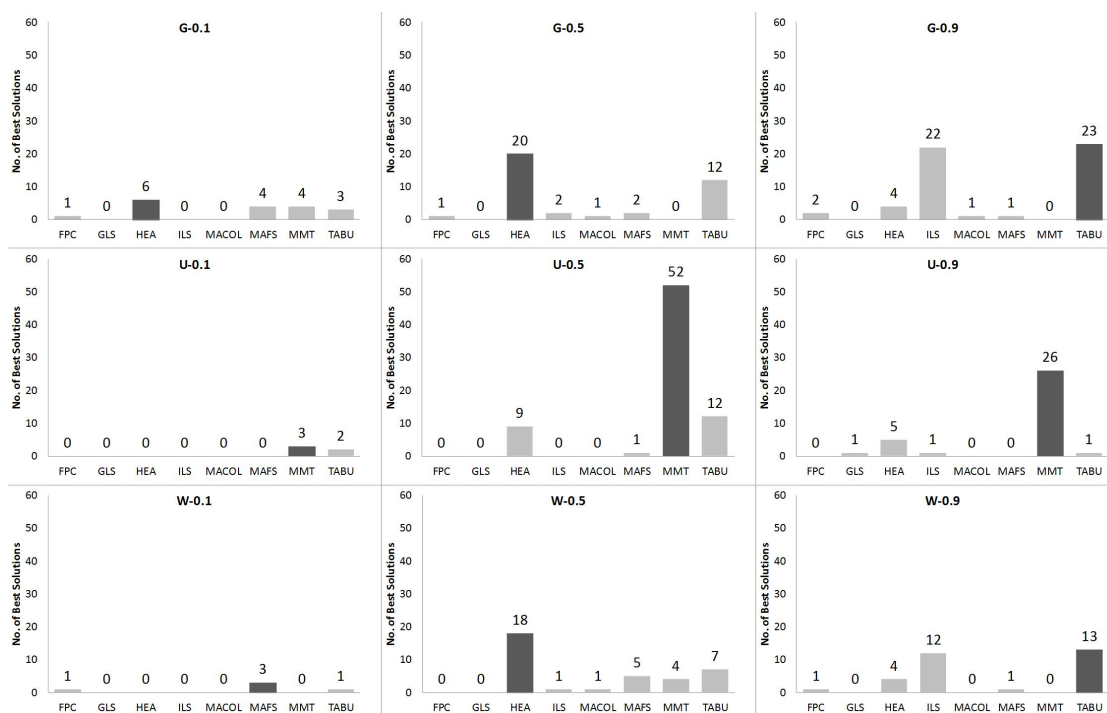 G-0.1
No. of Best Solutions
60
50
40
30
20
10
0
1 0 6 0 0 4 4 3
FPC GLS HEA ILS MACOL MAFS MMT TABU
G-0.5
No. of Best Solutions
60
50
40
30
20
10
0
1 0 20 2 1 2 0 12
FPC GLS HEA ILS MACOL MAFS MMT TABU
G-0.9
No. of Best Solutions
60
50
40
30
20
10
0
2 0 4 22 1 1 0 23
FPC GLS HEA ILS MACOL MAFS MMT TABU
U-0.1
No. of Best Solutions
60
50
40
30
20
10
0
0 0 0 0 0 0 3 2
FPC GLS HEA ILS MACOL MAFS MMT TABU
U-0.5
No. of Best Solutions
60
50
40
30
20
10
0
0 0 9 0 0 1 52 12
FPC GLS HEA ILS MACOL MAFS MMT TABU
U-0.9
No. of Best Solutions
60
50
40
30
20
10
0
0 1 5 1 0 0 26 1
FPC GLS HEA ILS MACOL MAFS MMT TABU
W-0.1
No. of Best Solutions
60
50
40
30
20
10
0
1 0 0 0 0 3 0 1
FPC GLS HEA ILS MACOL MAFS MMT TABU
W-0.5
No. of Best Solutions
60
50
40
30
20
10
0
0 0 18 1 1 5 4 7
FPC GLS HEA ILS MACOL MAFS MMT TABU
W-0.9
No. of Best Solutions
60
50
40
30
20
10
0
1 0 4 12 0 1 0 13
FPC GLS HEA ILS MACOL MAFS MMT TABU